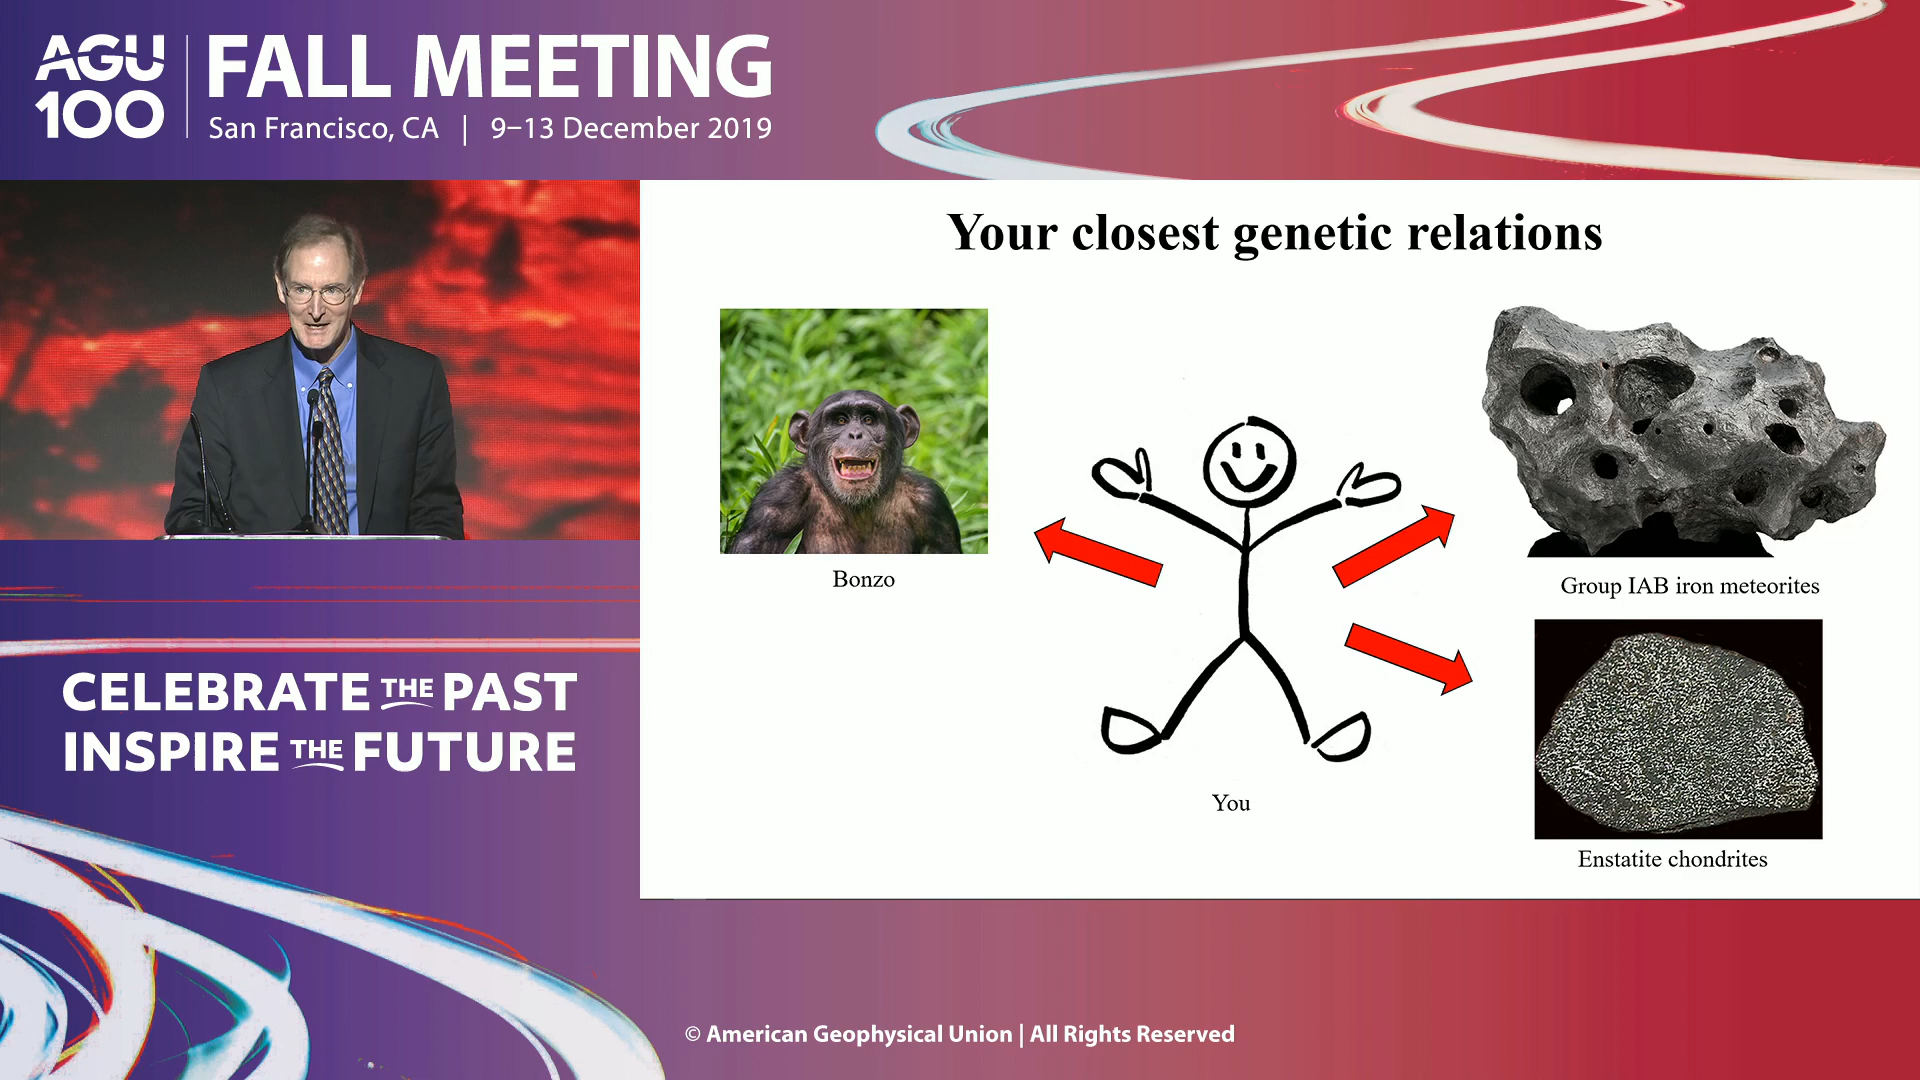 AGU
100
FALL MEETING
San Francisco, CA | 9–13 December 2019
Your closest genetic relations
Bonzo
You
Group IAB iron meteorites
Enstatite chondrites
CELEBRATE THE PAST
INSPIRE THE FUTURE
© American Geophysical Union | All Rights Reserved